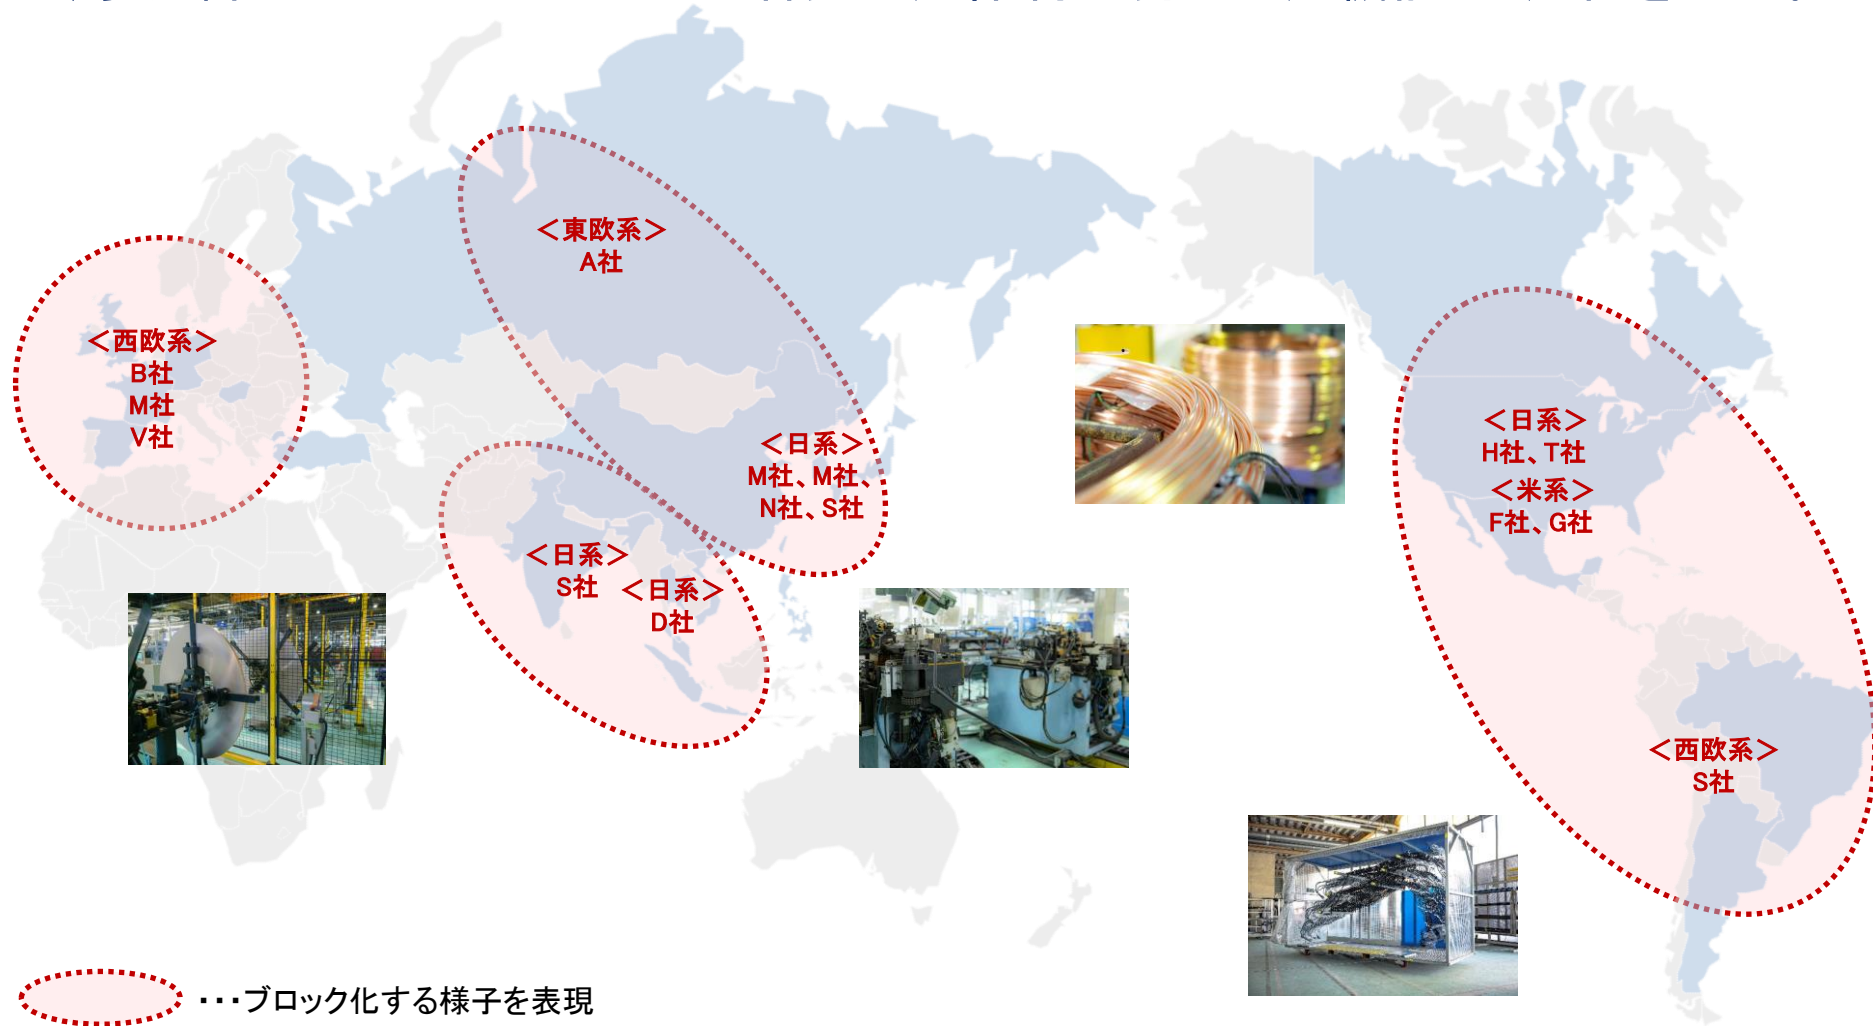 ＜東欧系＞
A社
＜西欧系＞
B社
M社
V社
＜日系＞
M社、M社、
N社、S社
＜日系＞
S社
＜日系＞
D社
＜日系＞
H社、T社
＜米系＞
F社、G社
＜西欧系＞
S社
・・・ブロック化する様子を表現